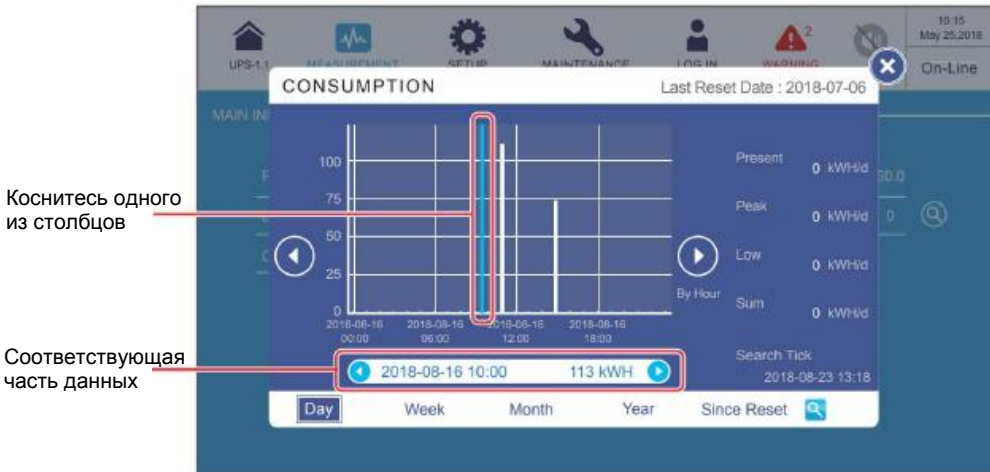 10:15
May 25,2018
UPS-1.1
MEASUREMENT
SETUP
MAINTENANCE
LOG IN
WARNING
2
On-Line
CONSUMPTION
Last Reset Date : 2018-07-06
MAIN IN
100
75
50
25
0
2018-08-16 00:00
2018-08-16 06:00
2018-08-16 12:00
2018-08-16 18:00
By Hour
Present 0 kWH/d
Peak 0 kWH/d
Low 0 kWH/d
Sum 0 kWH/d
Search Tick
2018-08-23 13:18
0
2018-08-16 10:00 113 kWH
Day Week Month Year Since Reset
Коснитесь одного
из столбцов
Соответствующая
часть данных